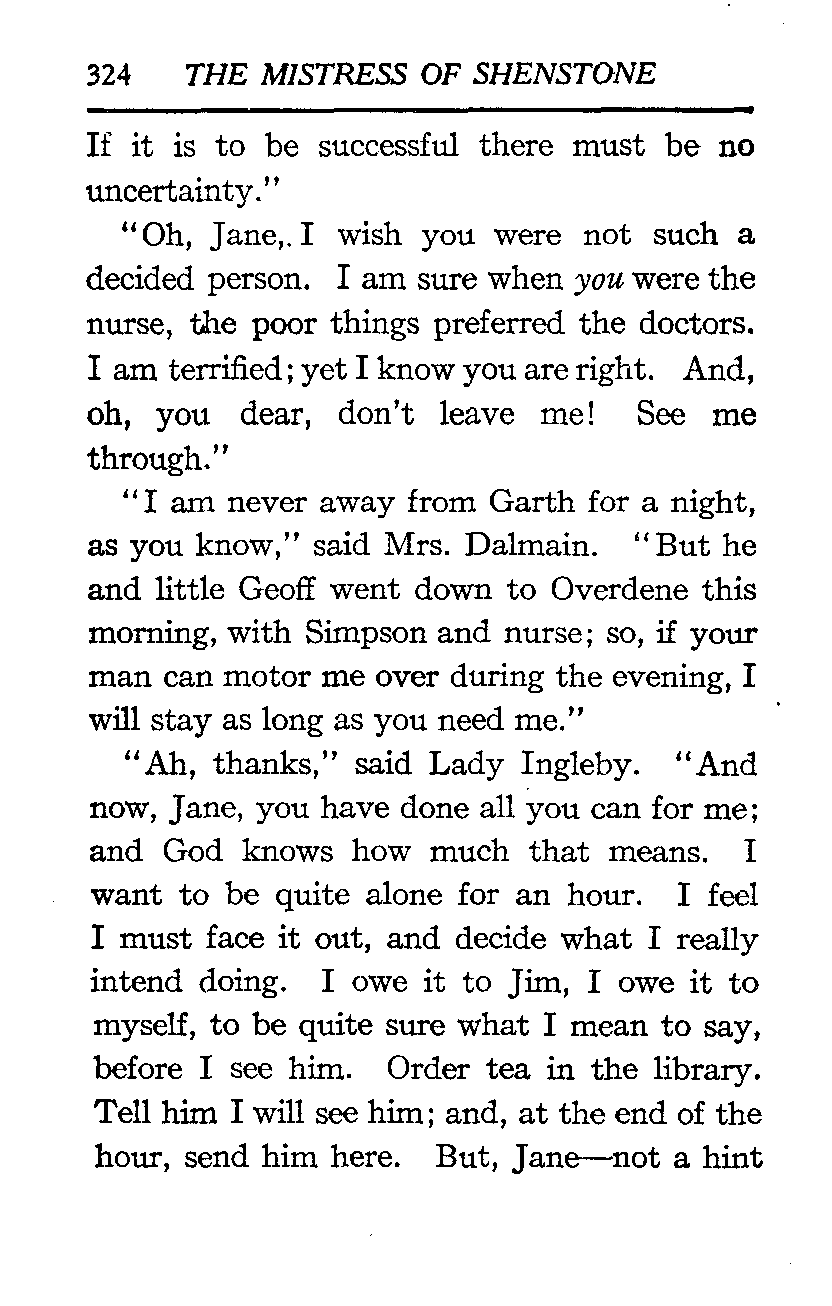 324 THE MISTRESS OF SHENSTONE
If it is to be successful there must be no
uncertainty."
"Oh, Jane,. I wish you were not such a
decided person. I am sure when you were the
nurse, the poor things preferred the doctors.
I am terrified; yet I know you are right. And,
oh, you dear, don't leave me! See me
through."
"I am never away from Garth for a night,
as you know," said Mrs. Dalmain. "But he
and little Geoff went down to Overdene this
morning, with Simpson and nurse; so, if your
man can motor me over during the evening, I
will stay as long as you need me."
"Ah, thanks," said Lady Ingleby. "And
now, Jane, you have done all you can for me;
and God knows how much that means. I
want to be quite alone for an hour. I feel
I must face it out, and decide what I really
intend doing. I owe it to Jim, I owe it to
myself, to be quite sure what I mean to say,
before I see him. Order tea in the library.
Tell him I will see him; and, at the end of the
hour, send him here. But, Jane—not a hint